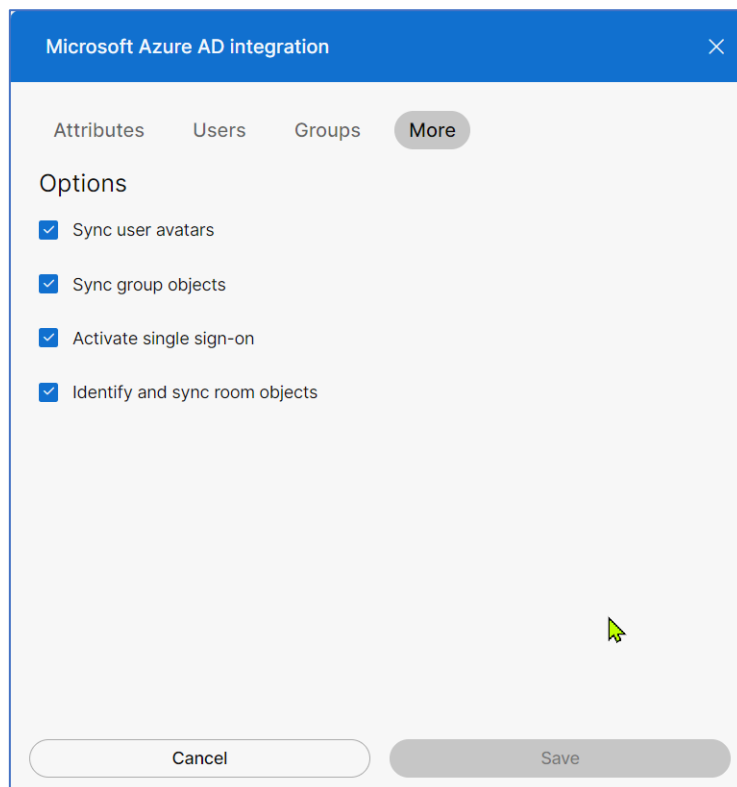 Microsoft Azure AD integration
Attributes Users Groups More
Options
Sync user avatars
Sync group objects
Activate single sign-on
Identify and sync room objects
Cancel Save